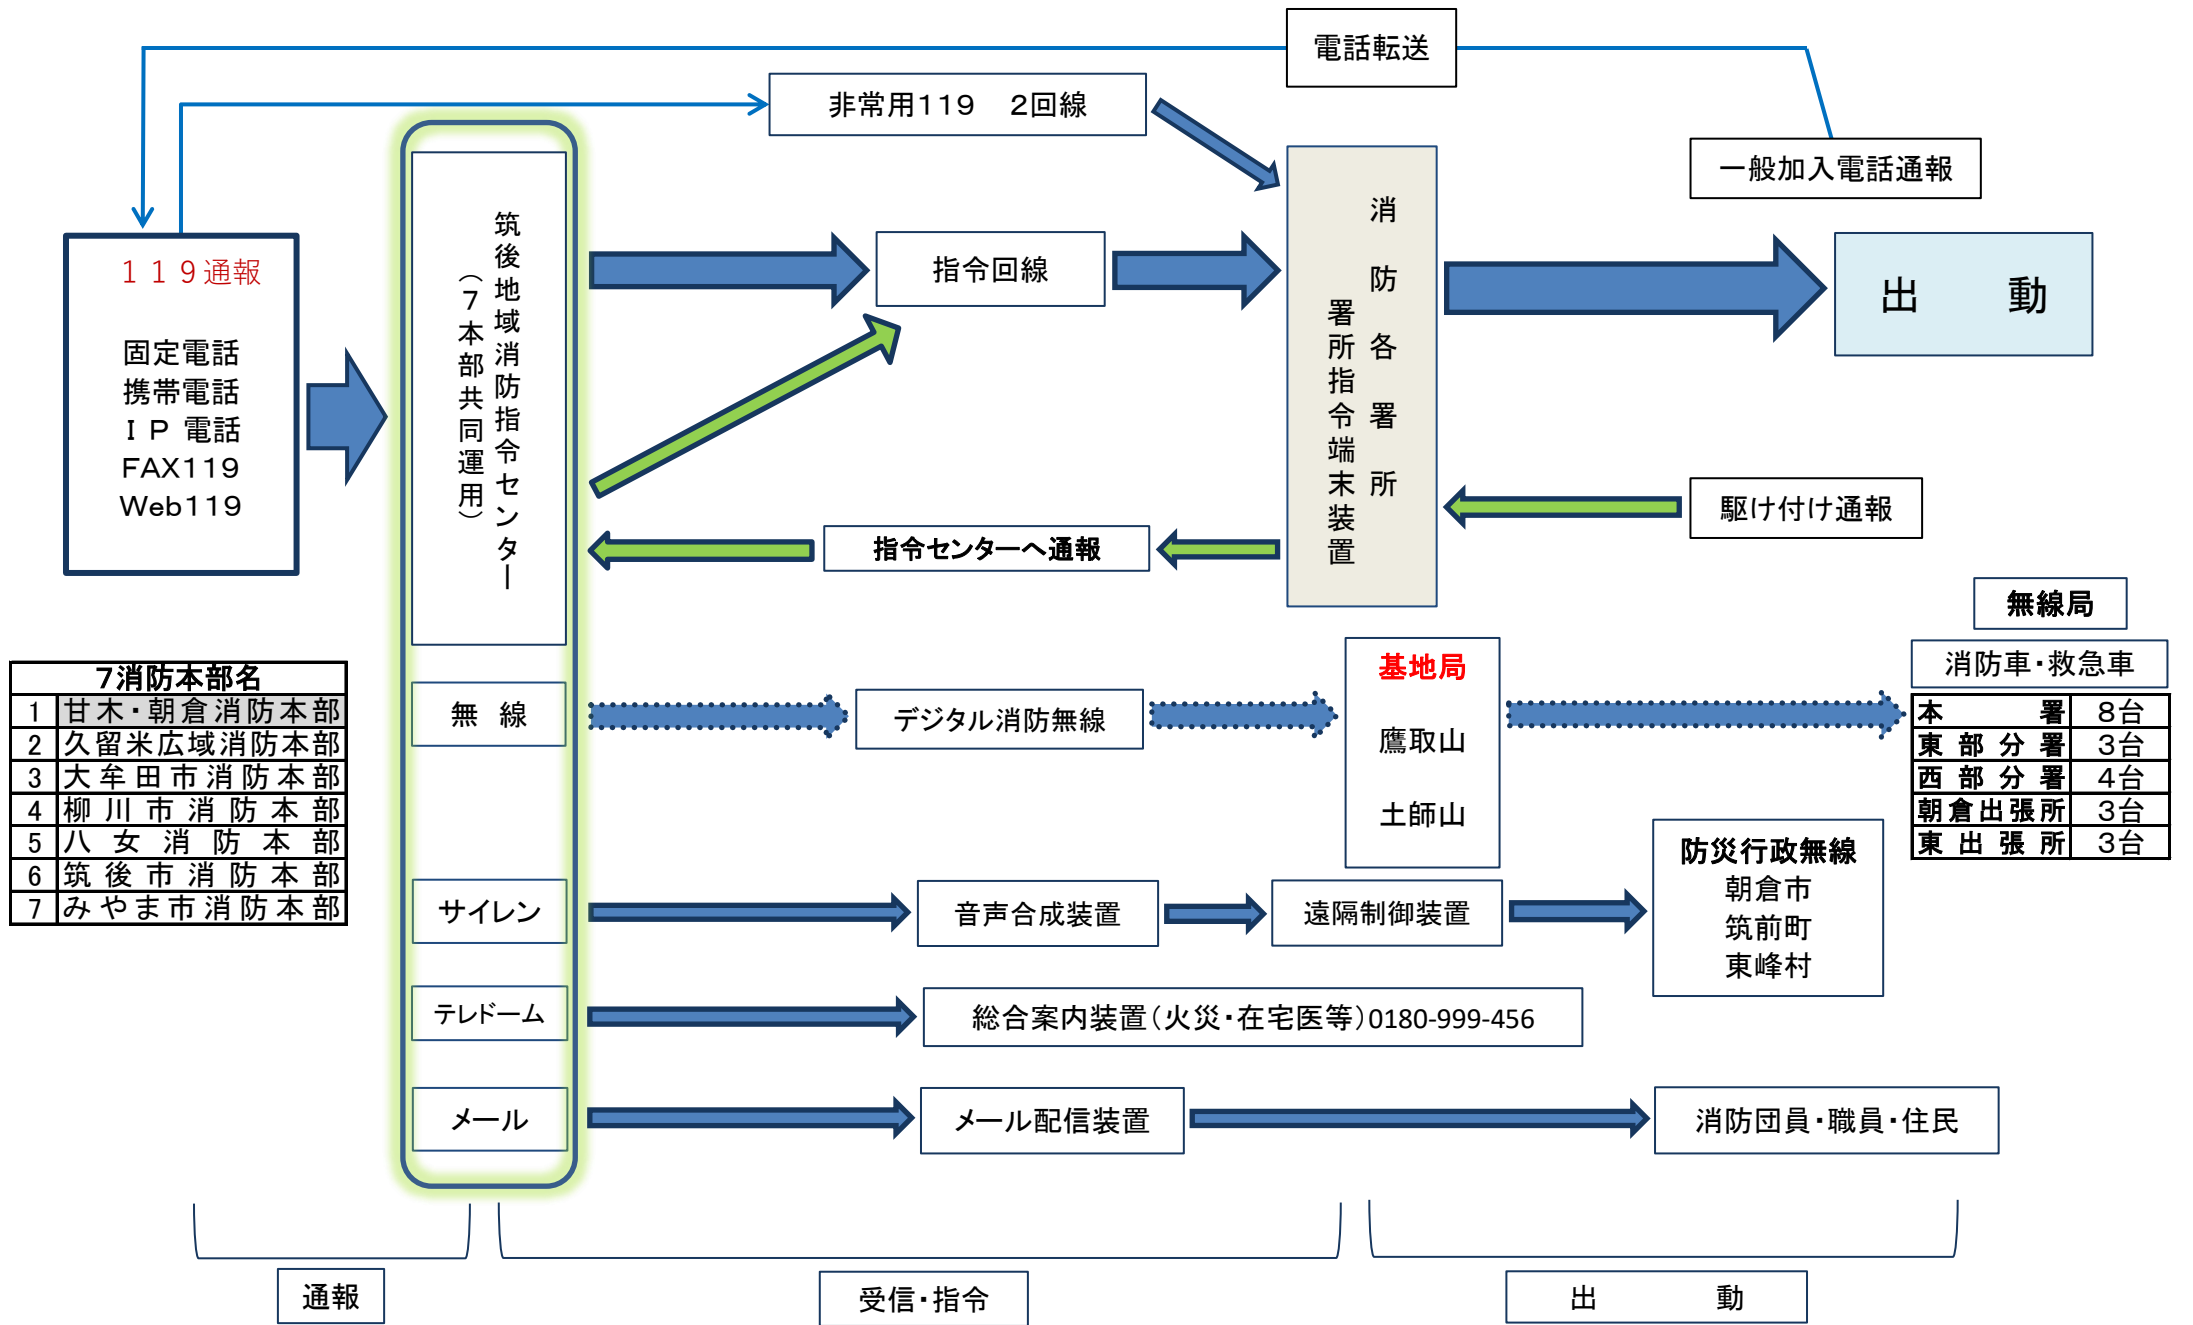 電話転送
非常用119　2回線
一般加入電話通報
119通報
固定電話
携帯電話
ＩＰ電話
FAX119
Web119
筑後地域消防指令センター
（7本部共同運用）
指令回線
消防各署所
署所指令端末装置
出　動
駆け付け通報
指令センターへ通報
無線局
消防車・救急車
本署 8台
東部分署 3台
西部分署 4台
朝倉出張所 3台
東出張所 3台
7消防本部名
1 甘木・朝倉消防本部
2 久留米広域消防本部
3 大牟田市消防本部
4 柳川市消防本部
5 八女消防本部
6 筑後市消防本部
7 みやま市消防本部
無線
デジタル消防無線
基地局
鷹取山
土師山
サイレン
音声合成装置
遠隔制御装置
防災行政無線
朝倉市
筑前町
東峰村
テレドーム
総合案内装置（火災・在宅医等）0180-999-456
メール
メール配信装置
消防団員・職員・住民
通報
受信・指令
出　動